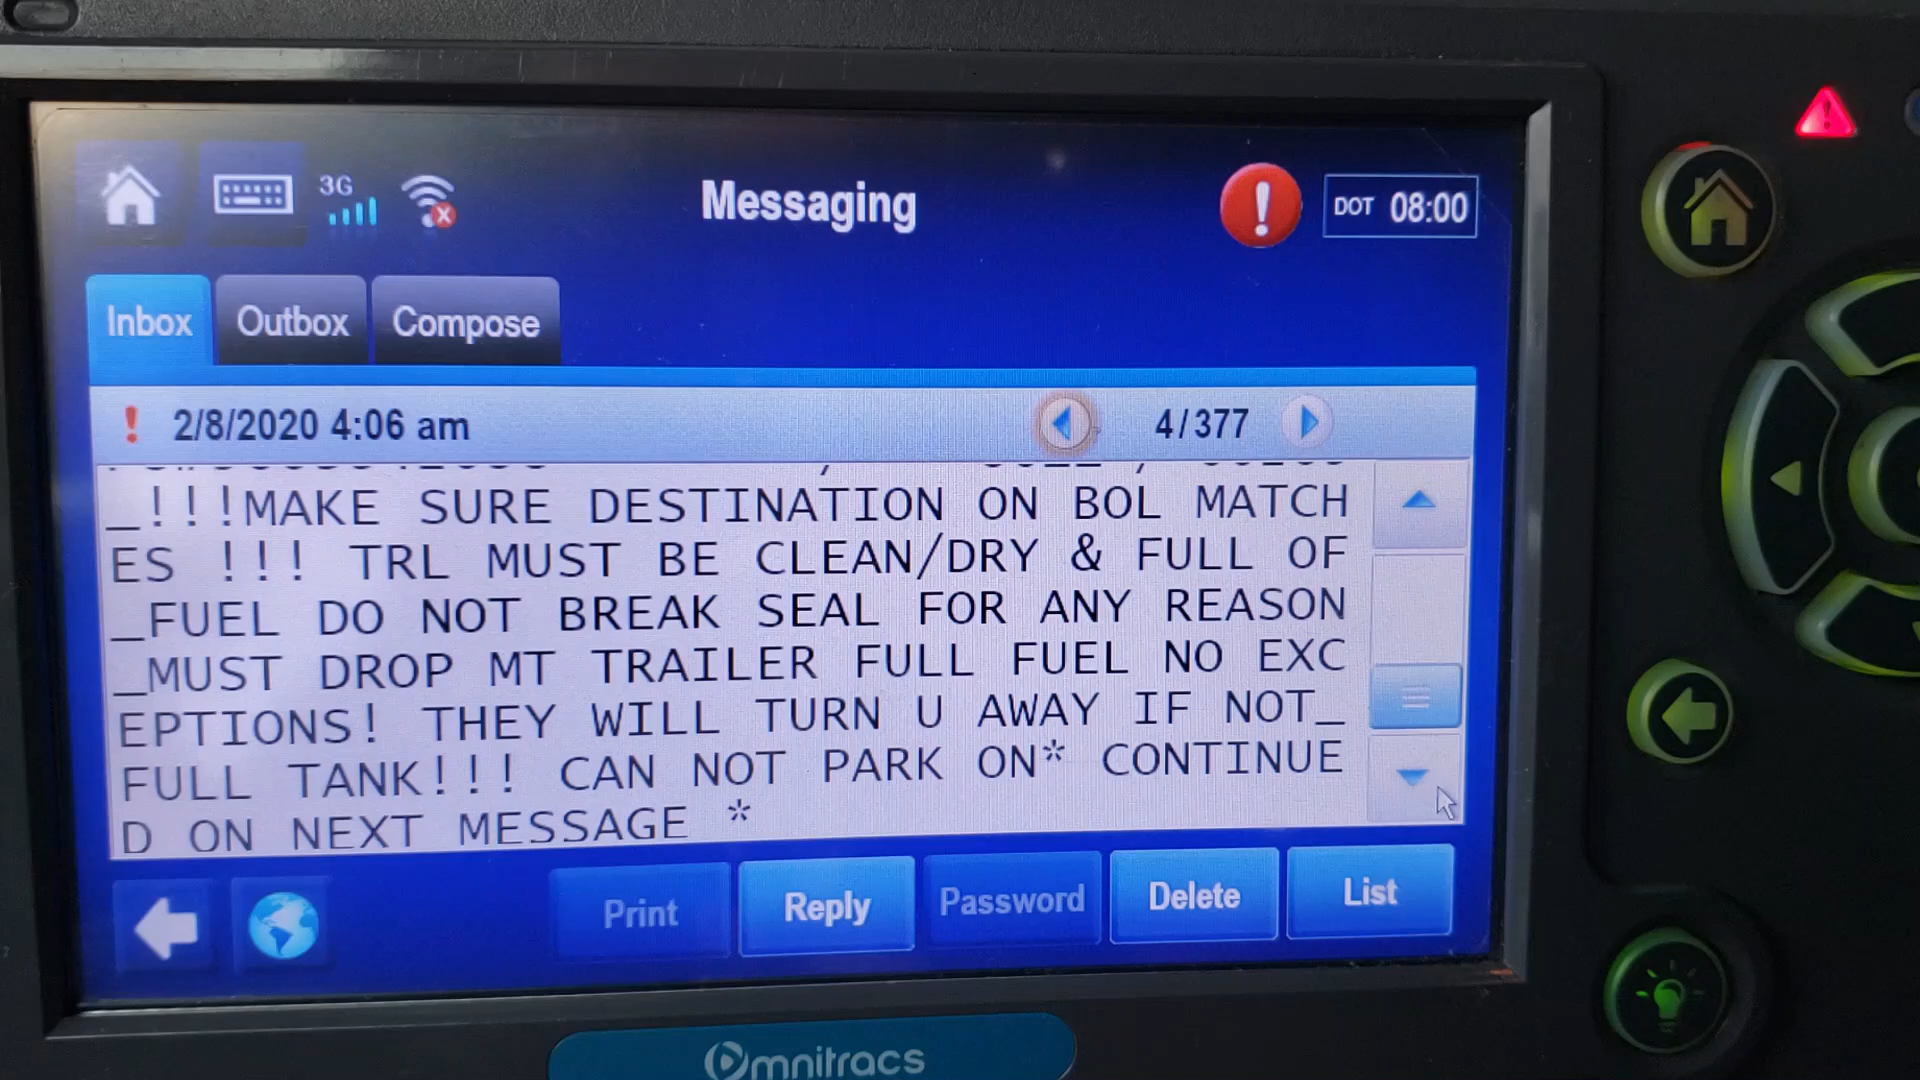 3G
Messaging
!
DOT 08:00
Inbox
Outbox
Compose
! 2/8/2020 4:06 am
4/377
_!!!MAKE SURE DESTINATION ON BOL MATCH
ES !!! TRL MUST BE CLEAN/DRY & FULL OF
_FUEL DO NOT BREAK SEAL FOR ANY REASON
_MUST DROP MT TRAILER FULL FUEL NO EXC
EPTIONS! THEY WILL TURN U AWAY IF NOT_
FULL TANK!!! CAN NOT PARK ON* CONTINUE
D ON NEXT MESSAGE *
Print
Reply
Password
Delete
List
Omnitracs